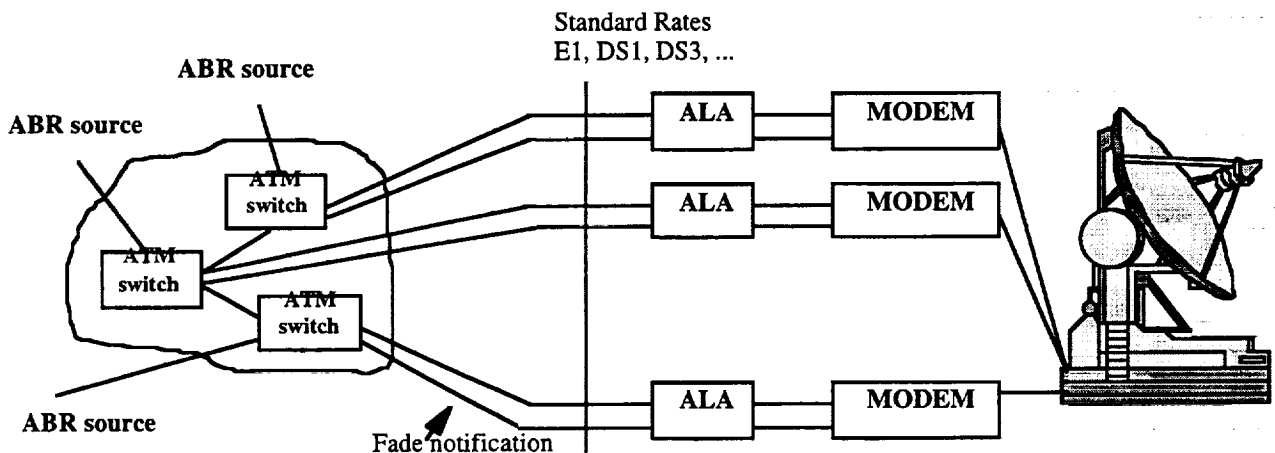 Standard Rates
E1, DS1, DS3, ...
ABR source
ABR source
ALA
MODEM
ATM
switch
ALA
MODEM
ATM
switch
ATM
switch
ALA
MODEM
ABR source
Fade notification